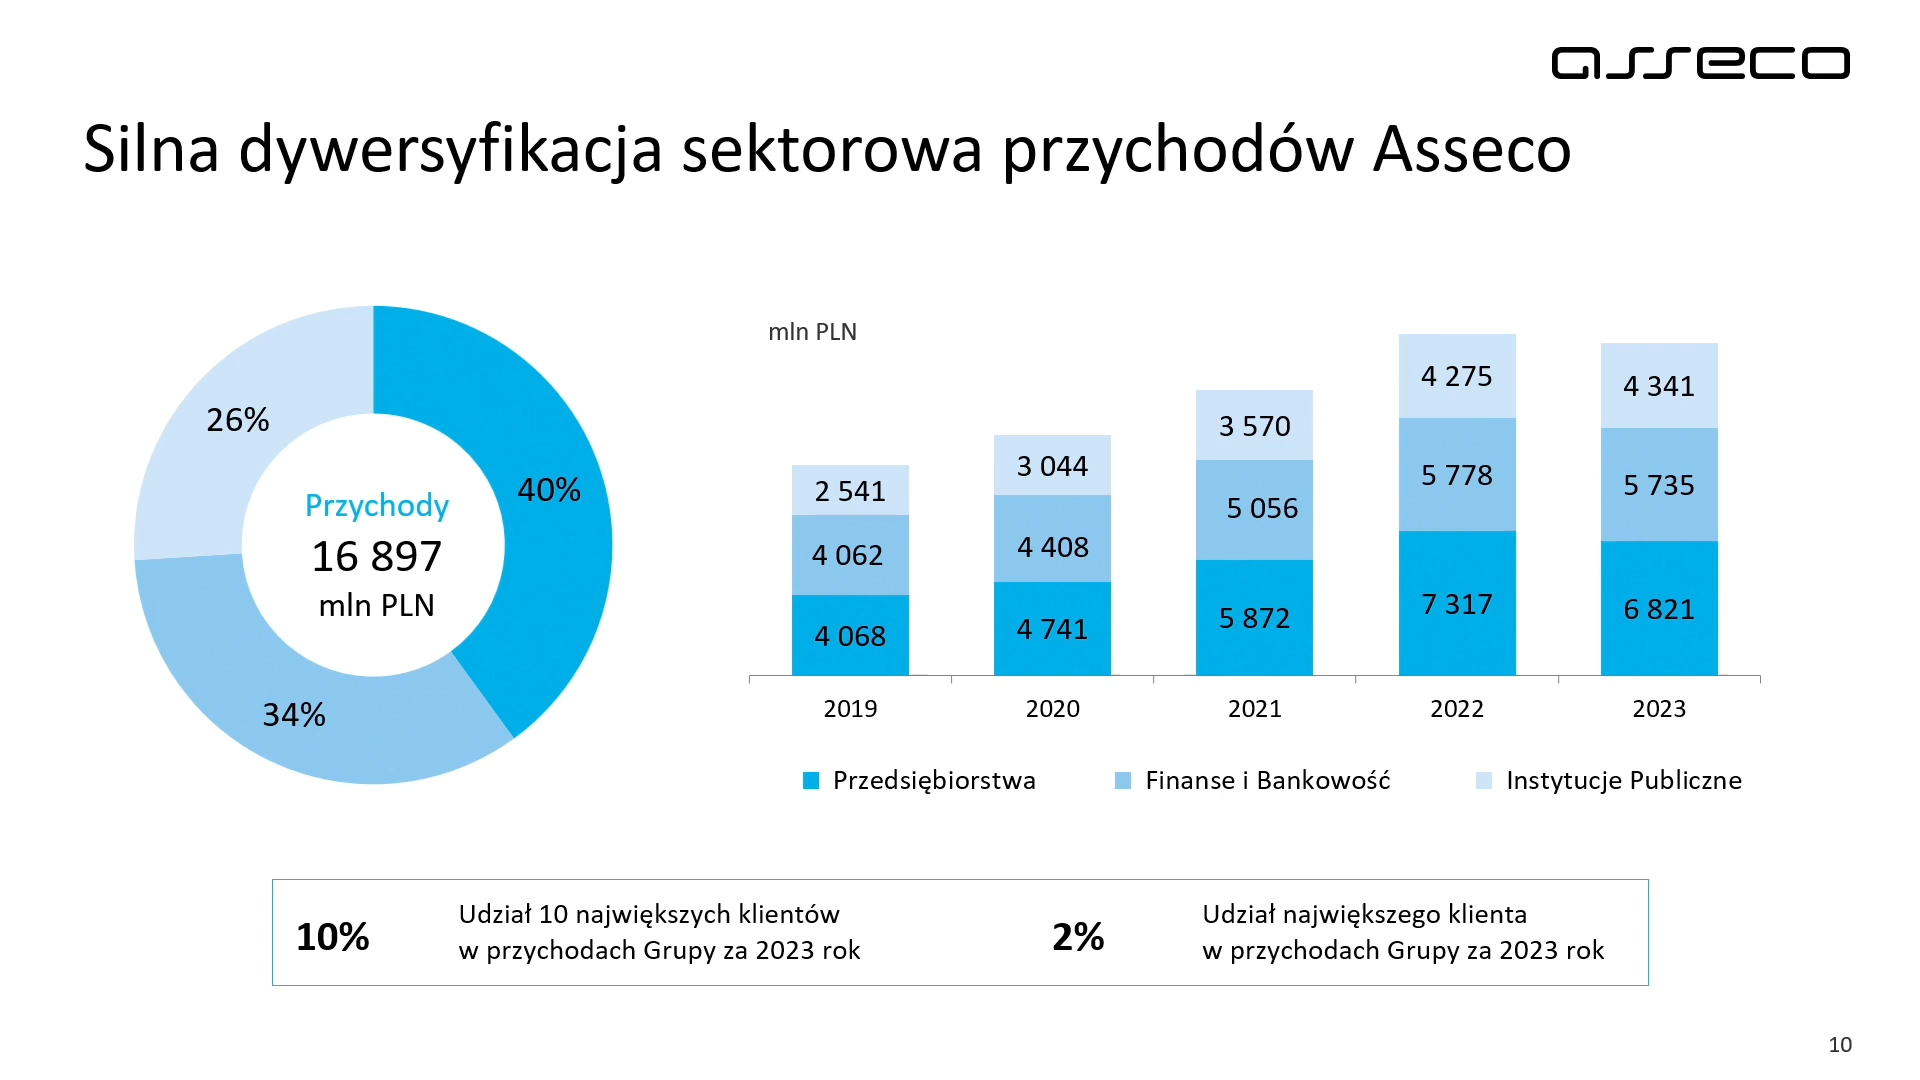 asseco
Silna dywersyfikacja sektorowa przychodów Asseco
26%
40%
34%
Przychody
16 897
mln PLN
mln PLN
2 541
4 062
4 068
3 044
4 408
4 741
3 570
5 056
5 872
4 275
5 778
7 317
4 341
5 735
6 821
2019 2020 2021 2022 2023
Przedsiębiorstwa Finanse i Bankowość Instytucje Publiczne
10%
Udział 10 największych klientów
w przychodach Grupy za 2023 rok
2%
Udział największego klienta
w przychodach Grupy za 2023 rok
10